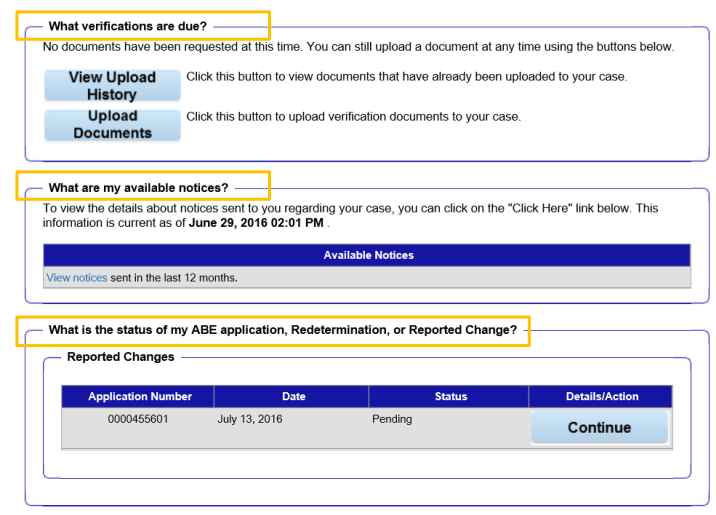 What verifications are due?
No documents have been requested at this time. You can still upload a document at any time using the buttons below.
View Upload
History
Click this button to view documents that have already been uploaded to your case.
Upload
Documents
Click this button to upload verification documents to your case.
What are my available notices?
To view the details about notices sent to you regarding your case, you can click on the "Click Here" link below. This
information is current as of June 29, 2016 02:01 PM .
Available Notices
View notices sent in the last 12 months.
What is the status of my ABE application, Redetermination, or Reported Change?
Reported Changes
Application Number Date Status Details/Action
0000455601 July 13, 2016 Pending Continue